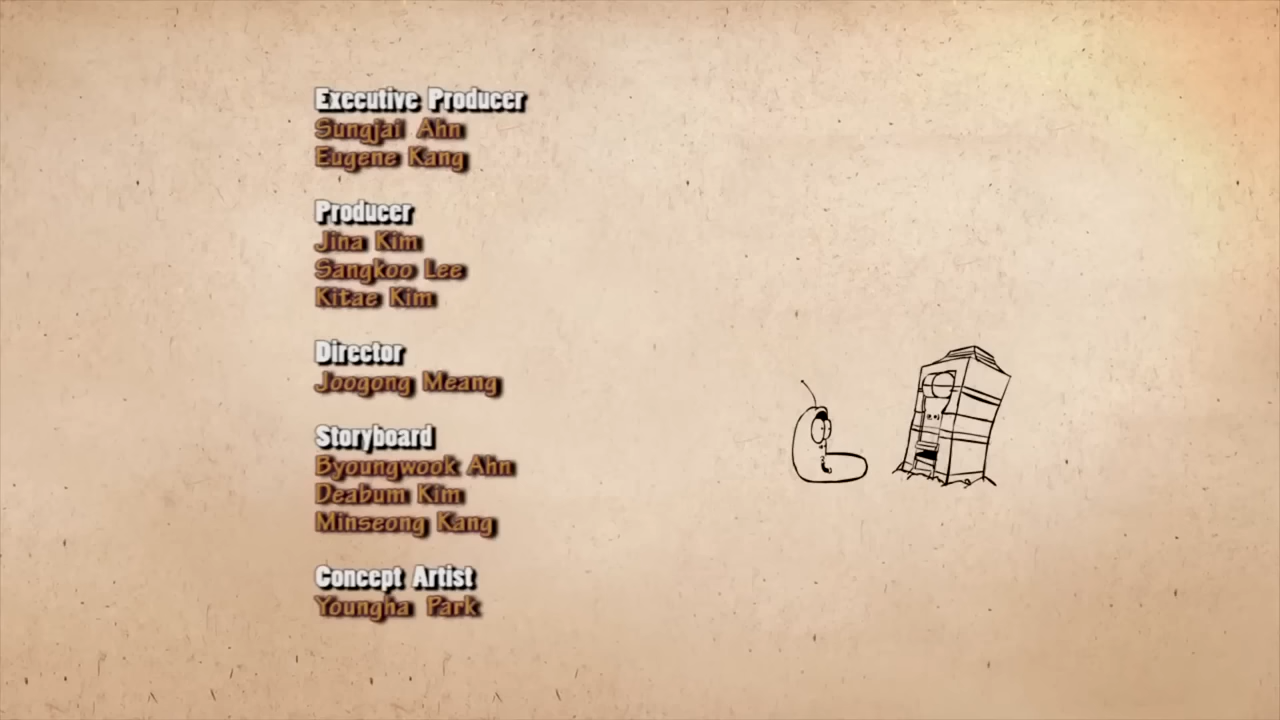 Executive Producer
Sungjai Ahn
Eugene Kang
Producer
Jina Kim
Sangkoo Lee
Kitae Kim
Director
Joogong Meang
Storyboard
Byoungwook Ahn
Deabum Kim
Minseong Kang
Concept Artist
Youngha Park